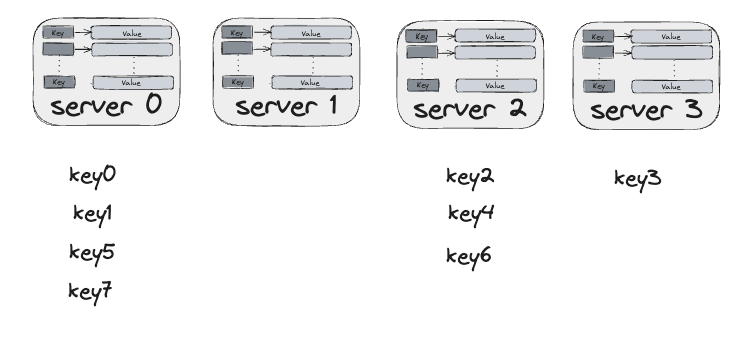 Key Value
Key Value
server 0
Key Value
Key Value
server 1
Key Value
Key Value
server 2
Key Value
Key Value
server 3
key0
key1
key5
key7
key2
key4
key6
key3